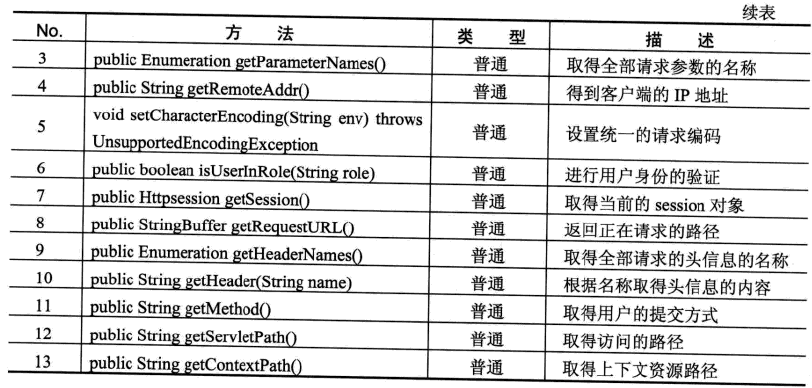 续表
No. 方 法 类 型 描 述
3 public Enumeration getParameterNames() 普通 取得全部请求参数的名称
4 public String getRemoteAddr() 普通 得到客户端的 IP 地址
5 void setCharacterEncoding(String env) throws UnsupportedEncodingException 普通 设置统一的请求编码
6 public boolean isUserInRole(String role) 普通 进行用户身份的验证
7 public Httpsession getSession() 普通 取得当前的 session 对象
8 public StringBuffer getRequestURL() 普通 返回正在请求的路径
9 public Enumeration getHeaderNames() 普通 取得全部请求的头信息的名称
10 public String getHeader(String name) 普通 根据名称取得头信息的内容
11 public String getMethod() 普通 取得用户的提交方式
12 public String getServletPath() 普通 取得访问的路径
13 public String getContextPath() 普通 取得上下文资源路径